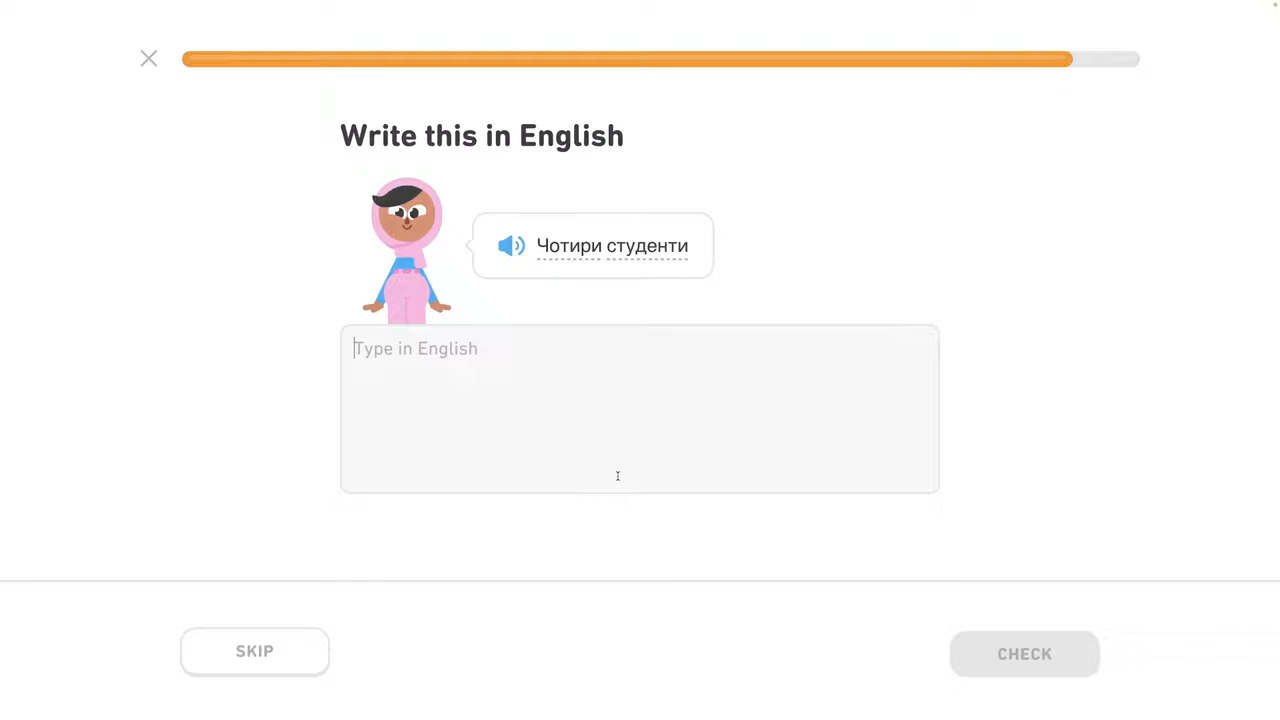 Write this in English
Чотири студенти
Type in English
SKIP
CHECK